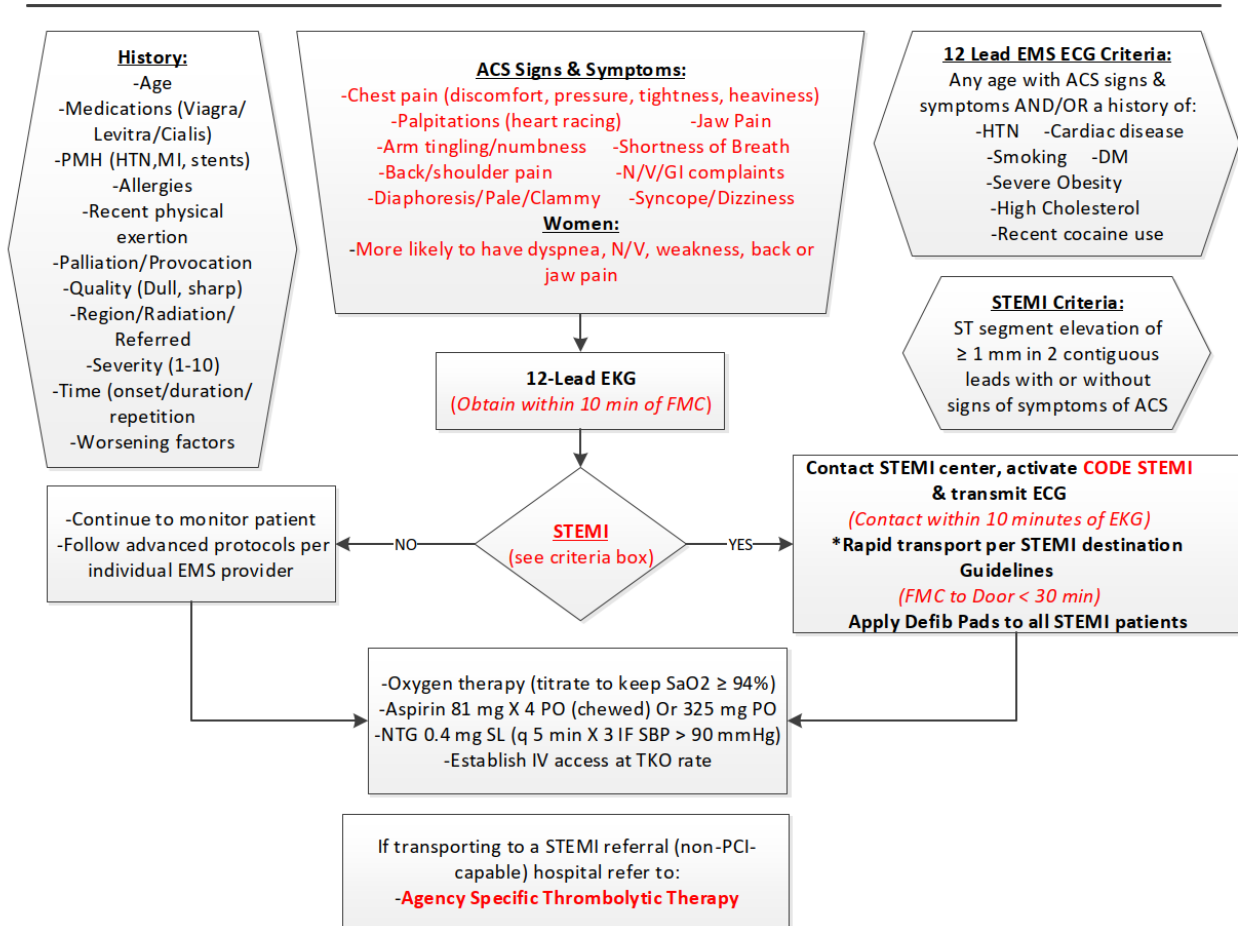 History:
-Age
-Medications (Viagra/
Levitra/Cialis)
-PMH (HTN,MI, stents)
-Allergies
-Recent physical
exertion
-Palliation/Provocation
-Quality (Dull, sharp)
-Region/Radiation/
Referred
-Severity (1-10)
-Time (onset/duration/
repetition
-Worsening factors
ACS Signs & Symptoms:
-Chest pain (discomfort, pressure, tightness, heaviness)
-Palpitations (heart racing) -Jaw Pain
-Arm tingling/numbness -Shortness of Breath
-Back/shoulder pain -N/V/GI complaints
-Diaphoresis/Pale/Clammy -Syncope/Dizziness
Women:
-More likely to have dyspnea, N/V, weakness, back or
jaw pain
12 Lead EMS ECG Criteria:
Any age with ACS signs &
symptoms AND/OR a history of:
-HTN -Cardiac disease
-Smoking -DM
-Severe Obesity
-High Cholesterol
-Recent cocaine use
STEMI Criteria:
ST segment elevation of
≥ 1 mm in 2 contiguous
leads with or without
signs of symptoms of ACS
12-Lead EKG
(Obtain within 10 min of FMC)
STEMI
(see criteria box)
NO
YES
-Continue to monitor patient
-Follow advanced protocols per
individual EMS provider
Contact STEMI center, activate CODE STEMI
& transmit ECG
(Contact within 10 minutes of EKG)
*Rapid transport per STEMI destination
Guidelines
(FMC to Door < 30 min)
Apply Defib Pads to all STEMI patients
-Oxygen therapy (titrate to keep SaO2 ≥ 94%)
-Aspirin 81 mg X 4 PO (chewed) Or 325 mg PO
-NTG 0.4 mg SL (q 5 min X 3 IF SBP > 90 mmHg)
-Establish IV access at TKO rate
If transporting to a STEMI referral (non-PCI-
capable) hospital refer to:
-Agency Specific Thrombolytic Therapy